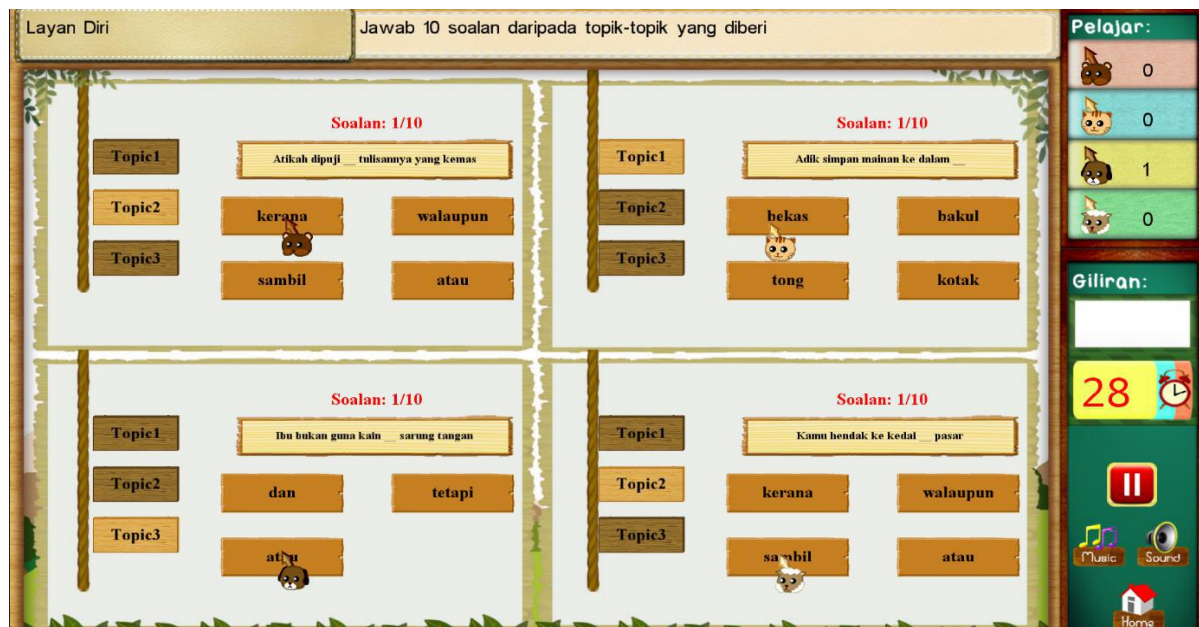 Layan Diri
Jawab 10 soalan daripada topik-topik yang diberi
Soalan: 1/10
Atikah dipuji __ tulisannya yang kemas
Topic1
Topic2
Topic3
kerana
walaupun
sambil
atau
Soalan: 1/10
Adik simpan mainan ke dalam __
Topic1
Topic2
Topic3
bekas
bakul
tong
kotak
Soalan: 1/10
Ibu bukan guna kain __ sarung tangan
Topic1
Topic2
Topic3
dan
tetapi
atau
Soalan: 1/10
Kamu hendak ke kedai __ pasar
Topic1
Topic2
Topic3
kerana
walaupun
sambil
atau
Pelajar:
0
0
1
0
Giliran:
28
Music
Sound
Home